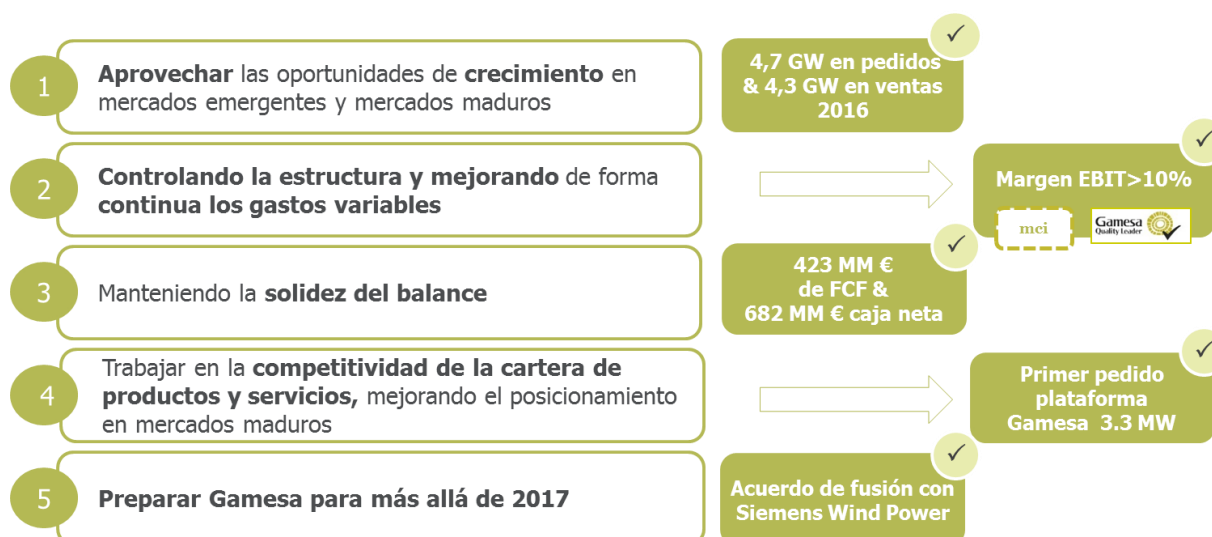 1
Aprovechar las oportunidades de crecimiento en
mercados emergentes y mercados maduros
4,7 GW en pedidos
& 4,3 GW en ventas
2016
2
Controlando la estructura y mejorando de forma
continua los gastos variables
Margen EBIT>10%
mci
Gamesa
Quality Leader
3
Manteniendo la solidez del balance
423 MM €
de FCF &
682 MM € caja neta
4
Trabajar en la competitividad de la cartera de
productos y servicios, mejorando el posicionamiento
en mercados maduros
Primer pedido
plataforma
Gamesa 3.3 MW
5
Preparar Gamesa para más allá de 2017
Acuerdo de fusión con
Siemens Wind Power